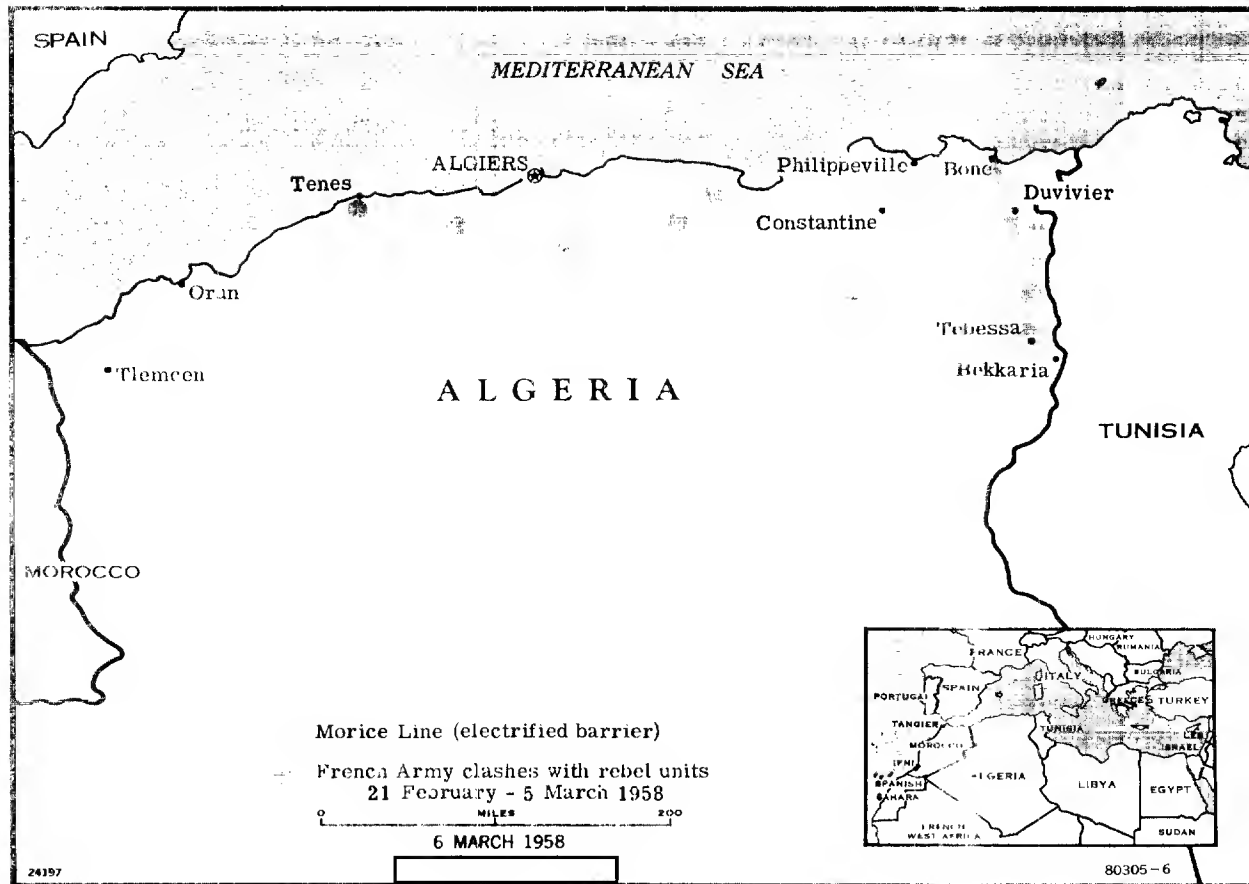 SPAIN
MEDITERRANEAN SEA
ALGIERS
Philippeville
Bone
Tenes
Duvivier
Constantine
Oran
Tebessa
Tlemcen
Bekkaria
ALGERIA
TUNISIA
MOROCCO
HUNGARY
FRANCE
RUMANIA
ITALY
BULGARIA
SPAIN
PORTUGAL
GREECE
TURKEY
TANGIER
TUNISIA
LEB
MOROCCO
ISRAEL
IFNI
ALGERIA
LIBYA
EGYPT
SPANISH
SAHARA
FRENCH
WEST AFRICA
SUDAN
Morice Line (electrified barrier)
French Army clashes with rebel units
21 February - 5 March 1958
0 MILES 200
6 MARCH 1958
24197
80305-6